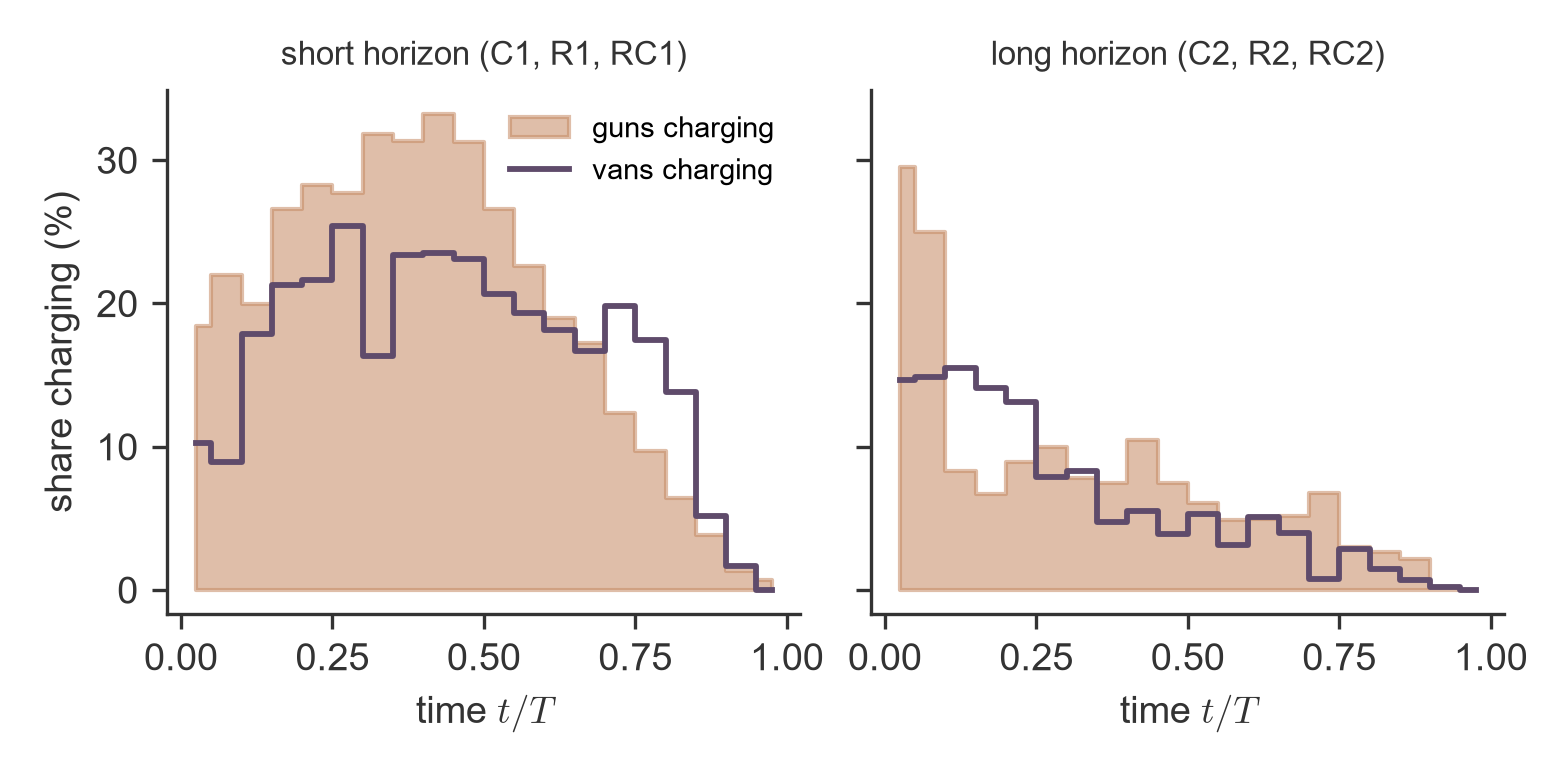 short horizon (C1, R1, RC1)
long horizon (C2, R2, RC2)
guns charging
vans charging
share charging (%)
30
20
10
0
0.00 0.25 0.50 0.75 1.00
0.00 0.25 0.50 0.75 1.00
time t/T
time t/T